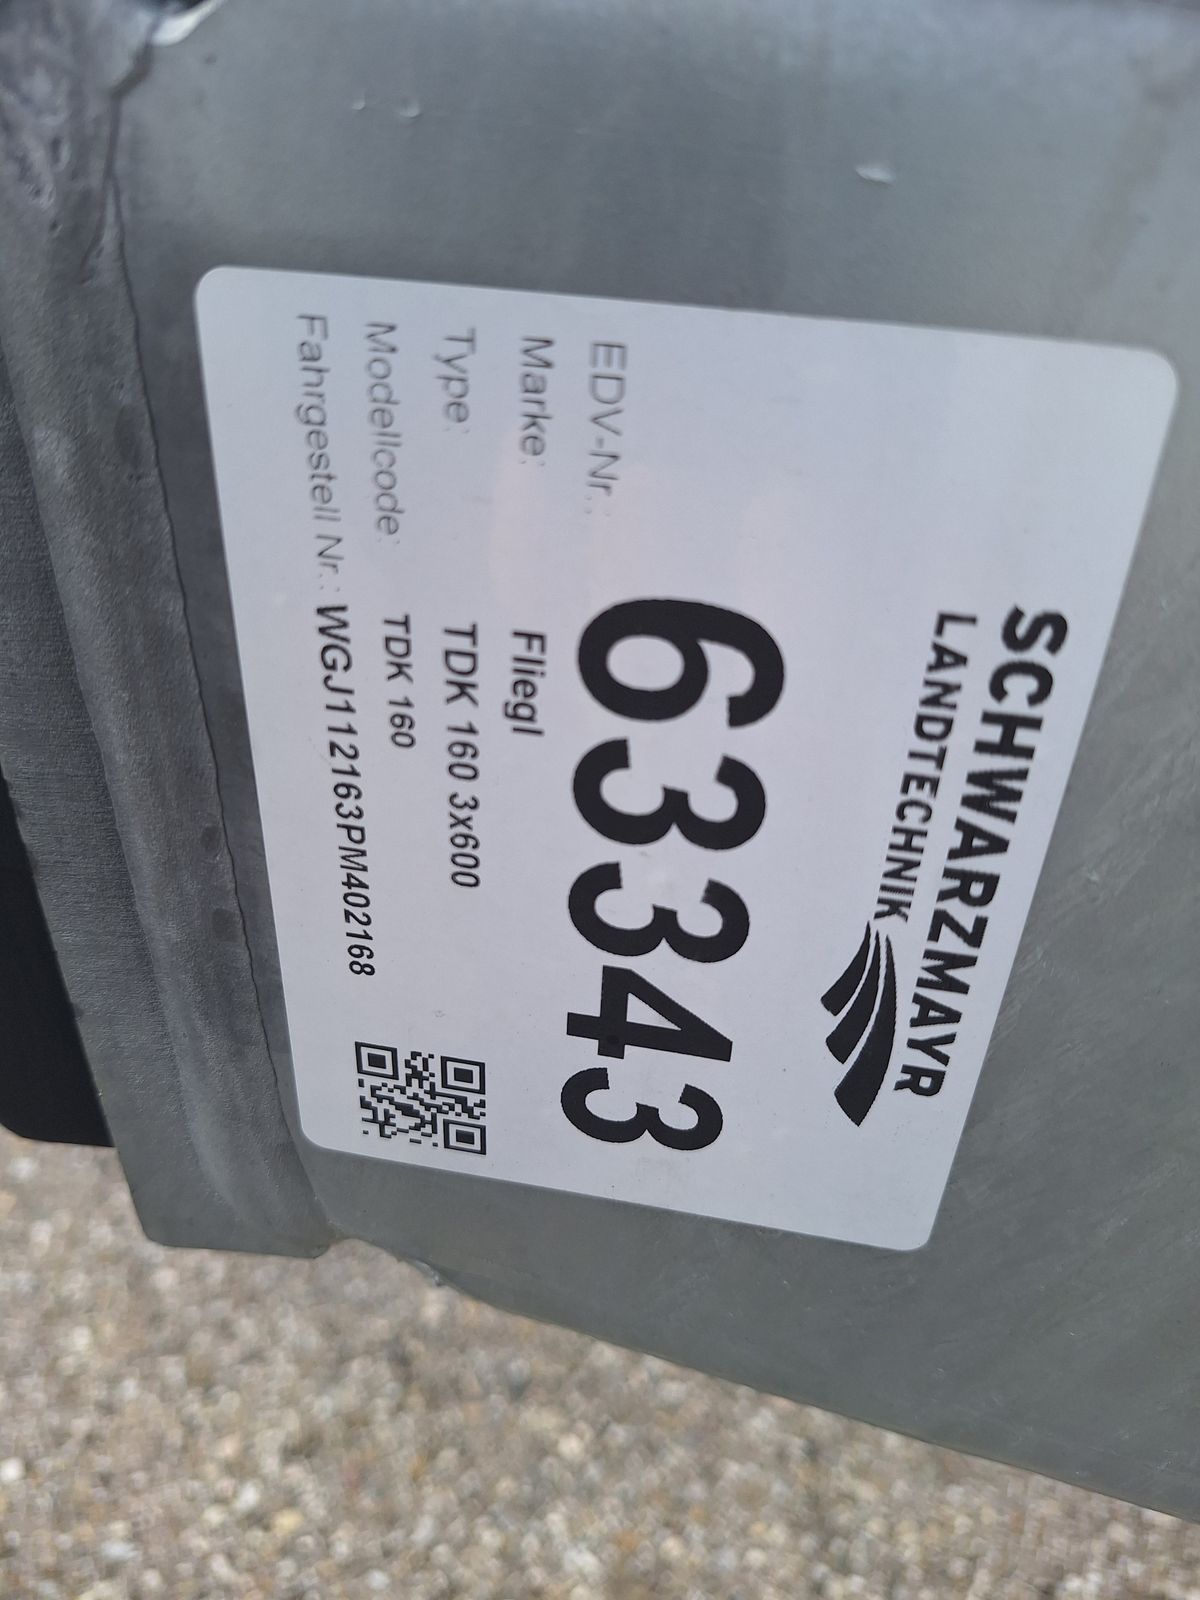 SCHWARZMAYR
LANDTECHNIK
EDV-Nr.: 63343
Marke: Fliegl
Type: TDK 160 3x600
Modellcode: TDK 160
Fahrgestell Nr.: WGJ112163PM402168